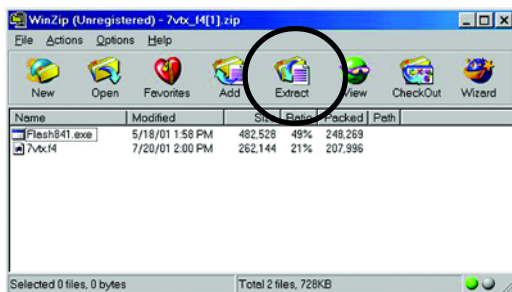 WinZip (Unregistered) - 7vtx_f4[1].zip
File Actions Options Help
New Open Favorites Add Extract View CheckOut Wizard
Name Modified Size Ratio Packed Path
Flash841.exe 5/18/01 1:58 PM 482,528 49% 248,269
7vtx.f4 7/20/01 2:00 PM 262,144 21% 207,996
Selected 0 files, 0 bytes Total 2 files, 728KB